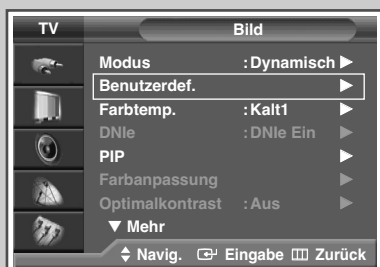 TV Bild
Modus : Dynamisch ▶
Benutzerdef. ▶
Farbtemp. : Kalt1 ▶
DNIe : DNIe Ein ▶
PIP ▶
Farbanpassung ▶
Optimalkontrast : Aus ▶
▼ Mehr
Navig. Eingabe Zurück